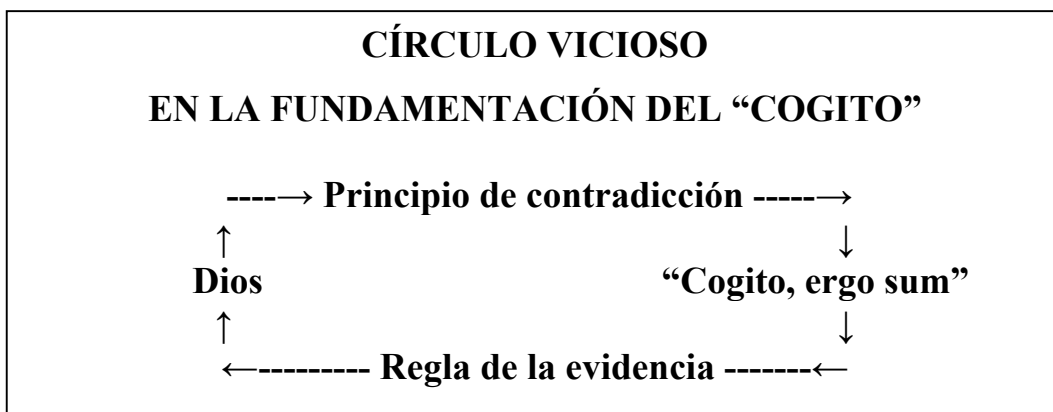 CÍRCULO VICIOSO
EN LA FUNDAMENTACIÓN DEL “COGITO”
----→ Principio de contradicción -----→
↑ ↓
Dios “Cogito, ergo sum”
↑ ↓
←--------- Regla de la evidencia -------←